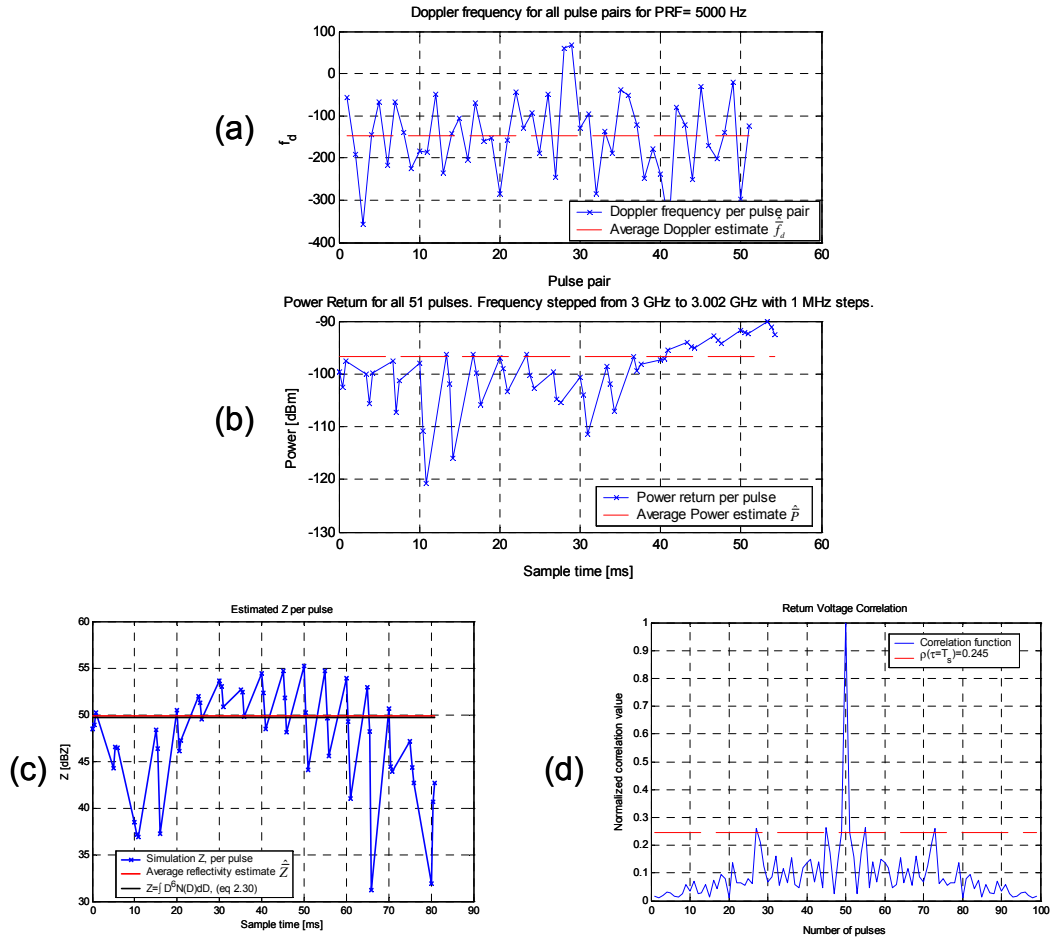 Doppler frequency for all pulse pairs for PRF= 5000 Hz
100
0
-100
-200
-300
-400
f_d
(a)
0
10
20
30
40
50
60
Doppler frequency per pulse pair
Average Doppler estimate f̂_d
Pulse pair
Power Return for all 51 pulses. Frequency stepped from 3 GHz to 3.002 GHz with 1 MHz steps.
-90
-100
-110
-120
-130
Power [dBm]
(b)
0
10
20
30
40
50
60
Power return per pulse
Average Power estimate P̂
Sample time [ms]
Estimated Z per pulse
60
55
50
45
40
35
30
Z [dBZ]
(c)
0
10
20
30
40
50
60
70
80
90
Simulation Z, per pulse
Average reflectivity estimate Ẑ
Z=∫ D⁶N(D)dD, (eq 2.30)
Sample time [ms]
Return Voltage Correlation
1
0.9
0.8
0.7
0.6
0.5
0.4
0.3
0.2
0.1
0
Normalized correlation value
(d)
0
10
20
30
40
50
60
70
80
90
100
Correlation function
ρ(τ=T_s)=0.245
Number of pulses